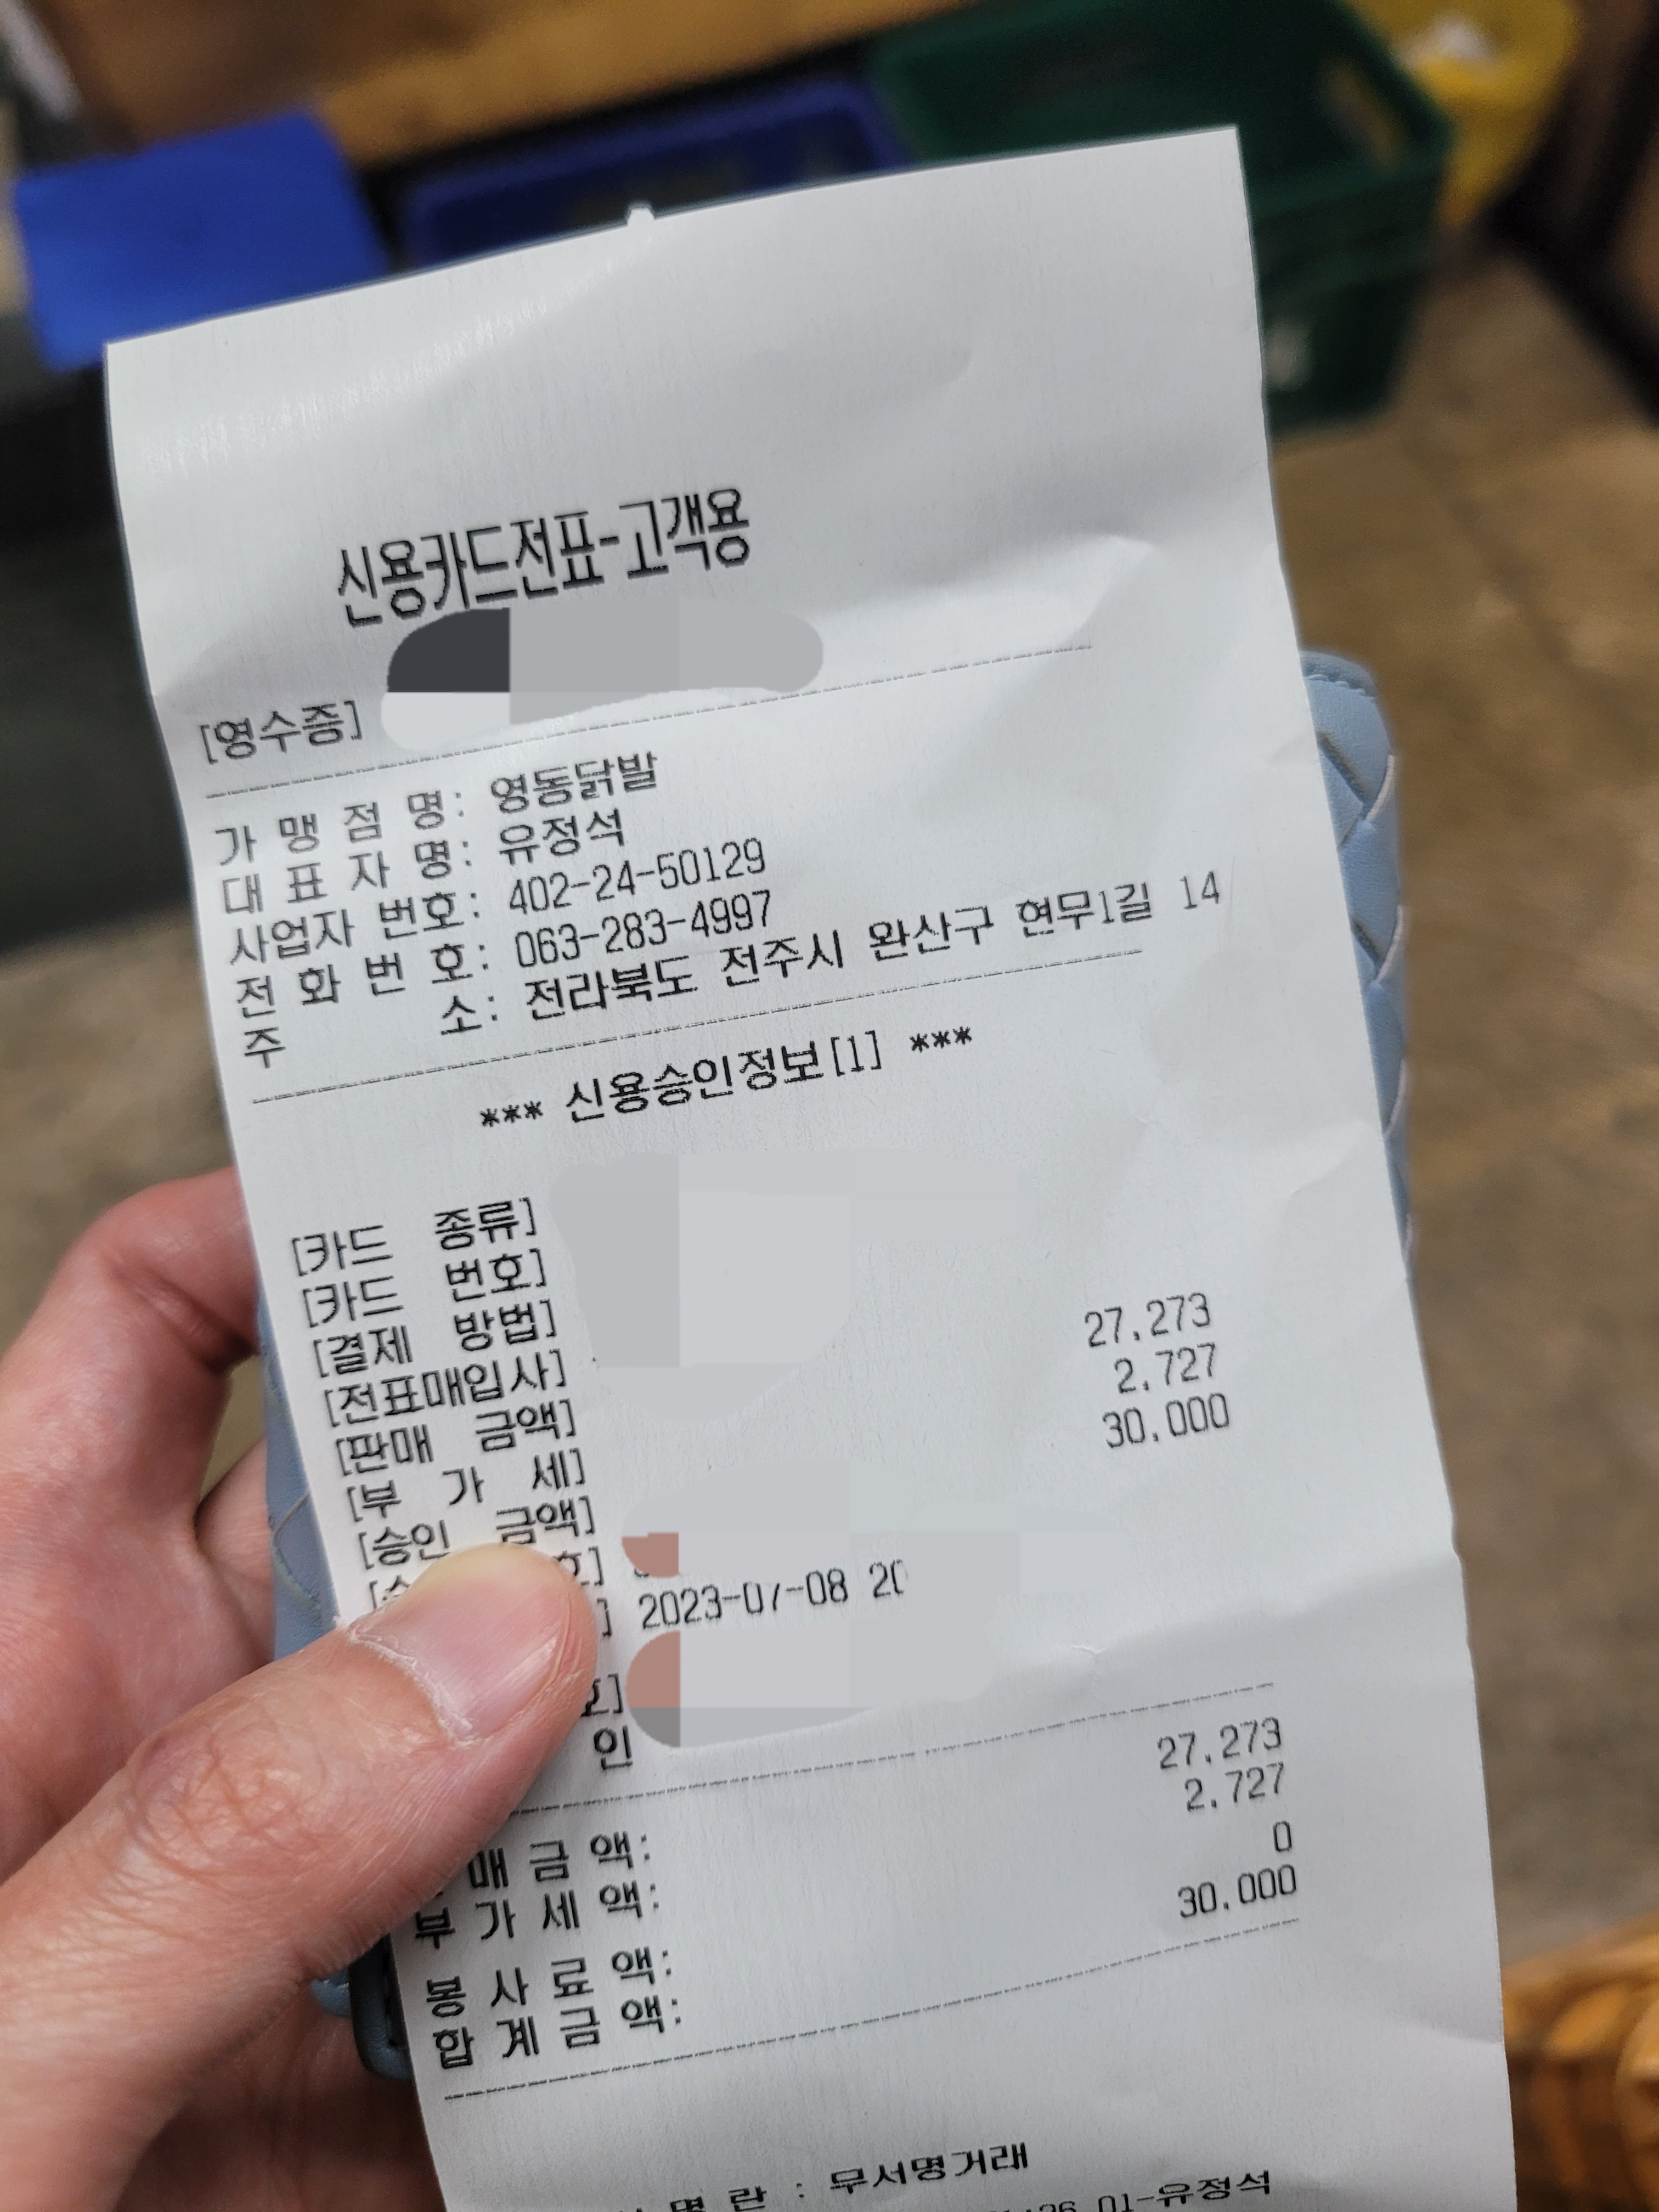 신용카드전표-고객용
[영수증]
가 맹 점 명: 영동닭발
대 표 자 명: 유정석
사업자 번호: 402-24-50129
전 화 번 호: 063-283-4997
주 소: 전라북도 전주시 완산구 현무1길 14
*** 신용승인정보[1] ***
[카드 종류]
[카드 번호]
[결제 방법]
[전표매입사]
[판매 금액] 27,273
[부 가 세] 2,727
[승인 금액] 30,000
호]
] 2023-07-08 20
호]
인
매 금 액: 27,273
부 가 세 액: 2,727
봉 사 료 액: 0
합 계 금 액: 30,000
명 란 : 무서명거래
01-유정석